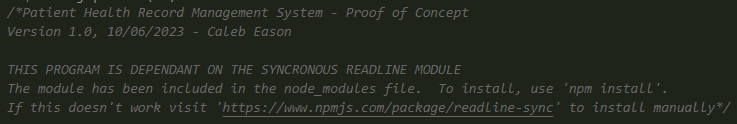 /*Patient Health Record Management System - Proof of Concept
Version 1.0, 10/06/2023 - Caleb Eason
THIS PROGRAM IS DEPENDANT ON THE SYNCRONOUS READLINE MODULE
The module has been included in the node_modules file.  To install, use 'npm install'.
If this doesn't work visit 'https://www.npmjs.com/package/readline-sync' to install manually*/